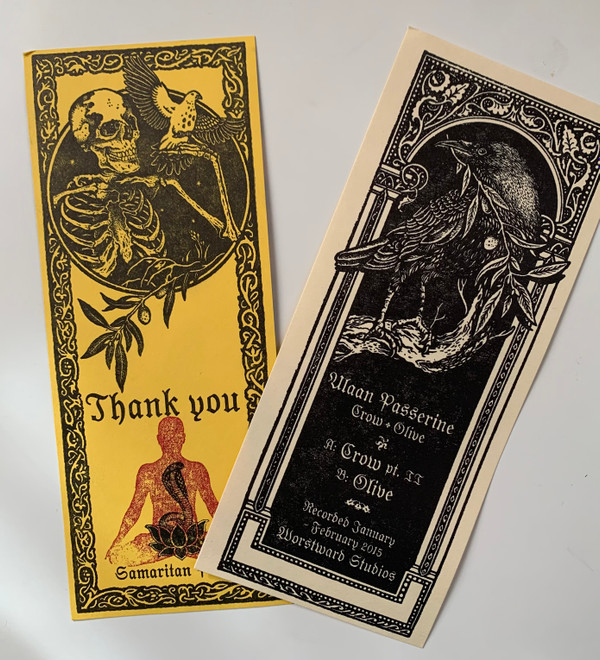 Thank you
Samaritan
Ulaan Passerine
Crow + Olive
A: Crow pt. II
B: Olive
Recorded January
- February 2015
Worstward Studios